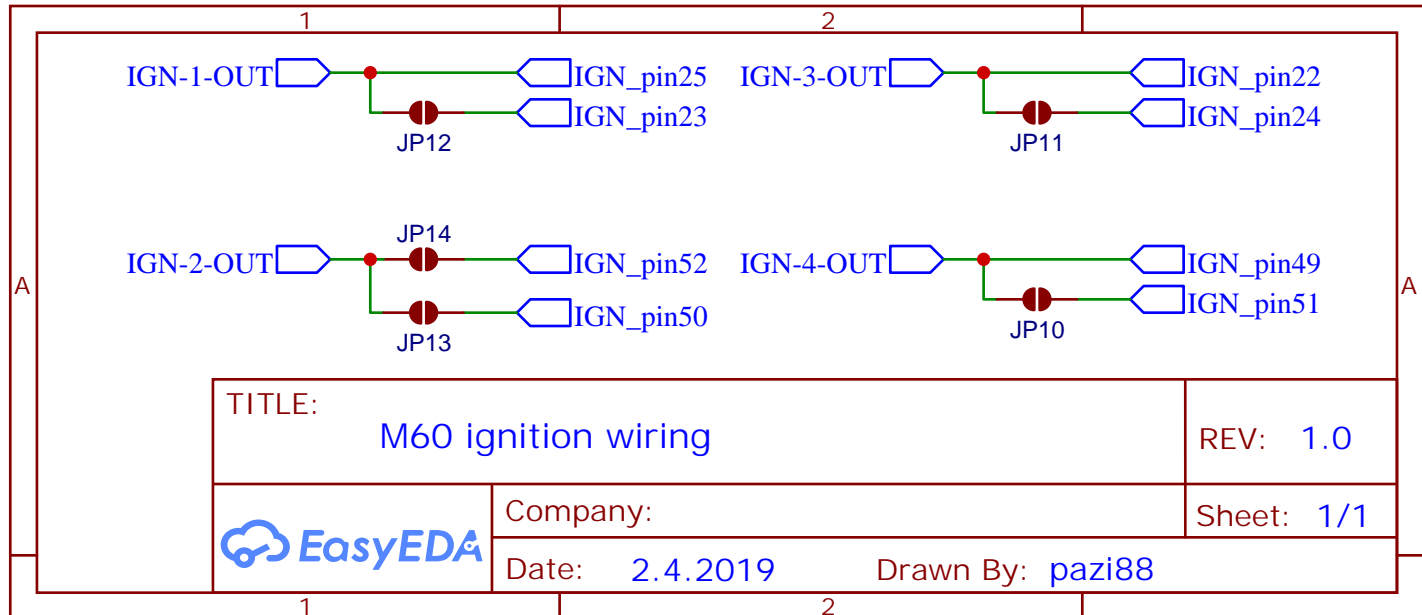 1 2
IGN-1-OUT IGN_pin25 IGN-3-OUT IGN_pin22
IGN_pin23 IGN_pin24
JP12 JP11
JP14
IGN-2-OUT IGN_pin52 IGN-4-OUT IGN_pin49
A IGN_pin50 IGN_pin51 A
JP13 JP10
TITLE:
M60 ignition wiring
REV: 1.0
EasyEDA
Company:
Sheet: 1/1
Date: 2.4.2019 Drawn By: pazi88
1 2